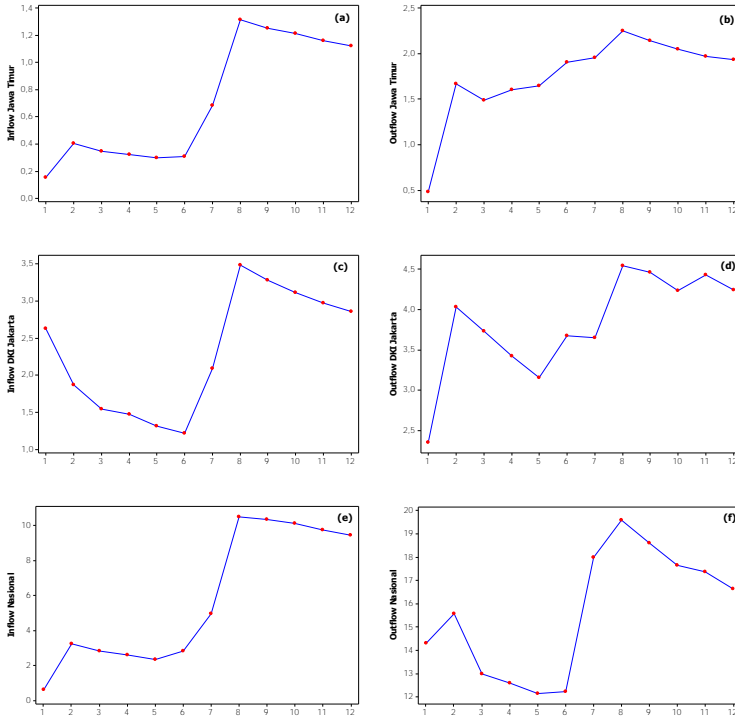 (a)
Inflow Jawa Timur
1,4
1,2
1,0
0,8
0,6
0,4
0,2
0,0
1 2 3 4 5 6 7 8 9 10 11 12
(b)
Outflow Jawa Timur
2,5
2,0
1,5
1,0
0,5
1 2 3 4 5 6 7 8 9 10 11 12
(c)
Inflow DKI Jakarta
3,5
3,0
2,5
2,0
1,5
1,0
1 2 3 4 5 6 7 8 9 10 11 12
(d)
Outflow DKI Jakarta
4,5
4,0
3,5
3,0
2,5
1 2 3 4 5 6 7 8 9 10 11 12
(e)
Inflow Nasional
10
8
6
4
2
0
1 2 3 4 5 6 7 8 9 10 11 12
(f)
Outflow Nasional
20
19
18
17
16
15
14
13
12
1 2 3 4 5 6 7 8 9 10 11 12